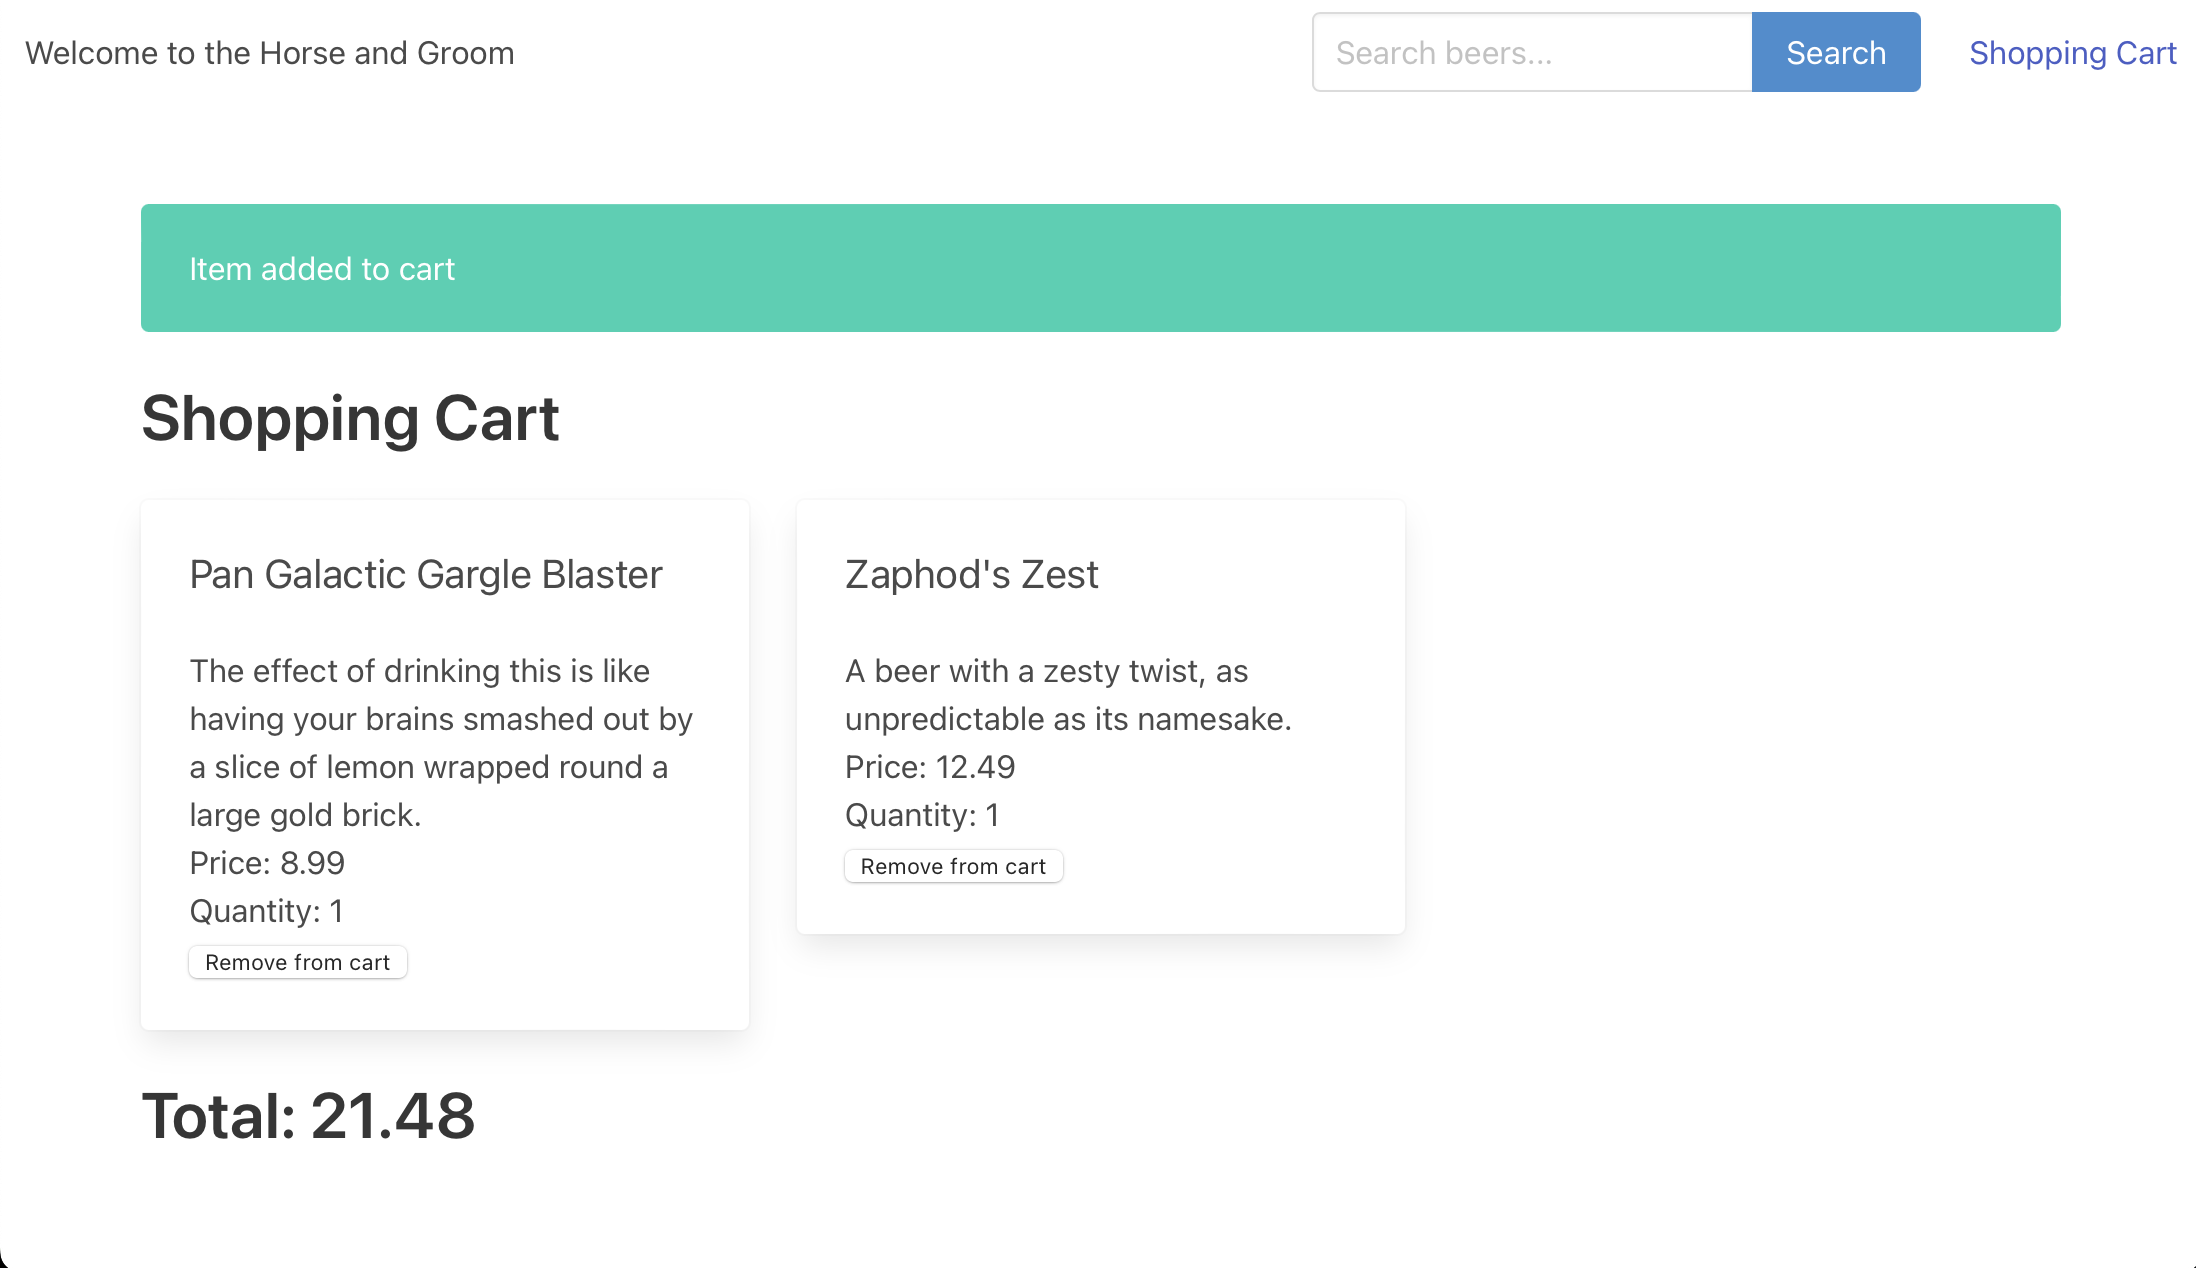 Welcome to the Horse and Groom
Search beers...
Search
Shopping Cart
Item added to cart
Shopping Cart
Pan Galactic Gargle Blaster
The effect of drinking this is like
having your brains smashed out by
a slice of lemon wrapped round a
large gold brick.
Price: 8.99
Quantity: 1
Remove from cart
Zaphod's Zest
A beer with a zesty twist, as
unpredictable as its namesake.
Price: 12.49
Quantity: 1
Remove from cart
Total: 21.48